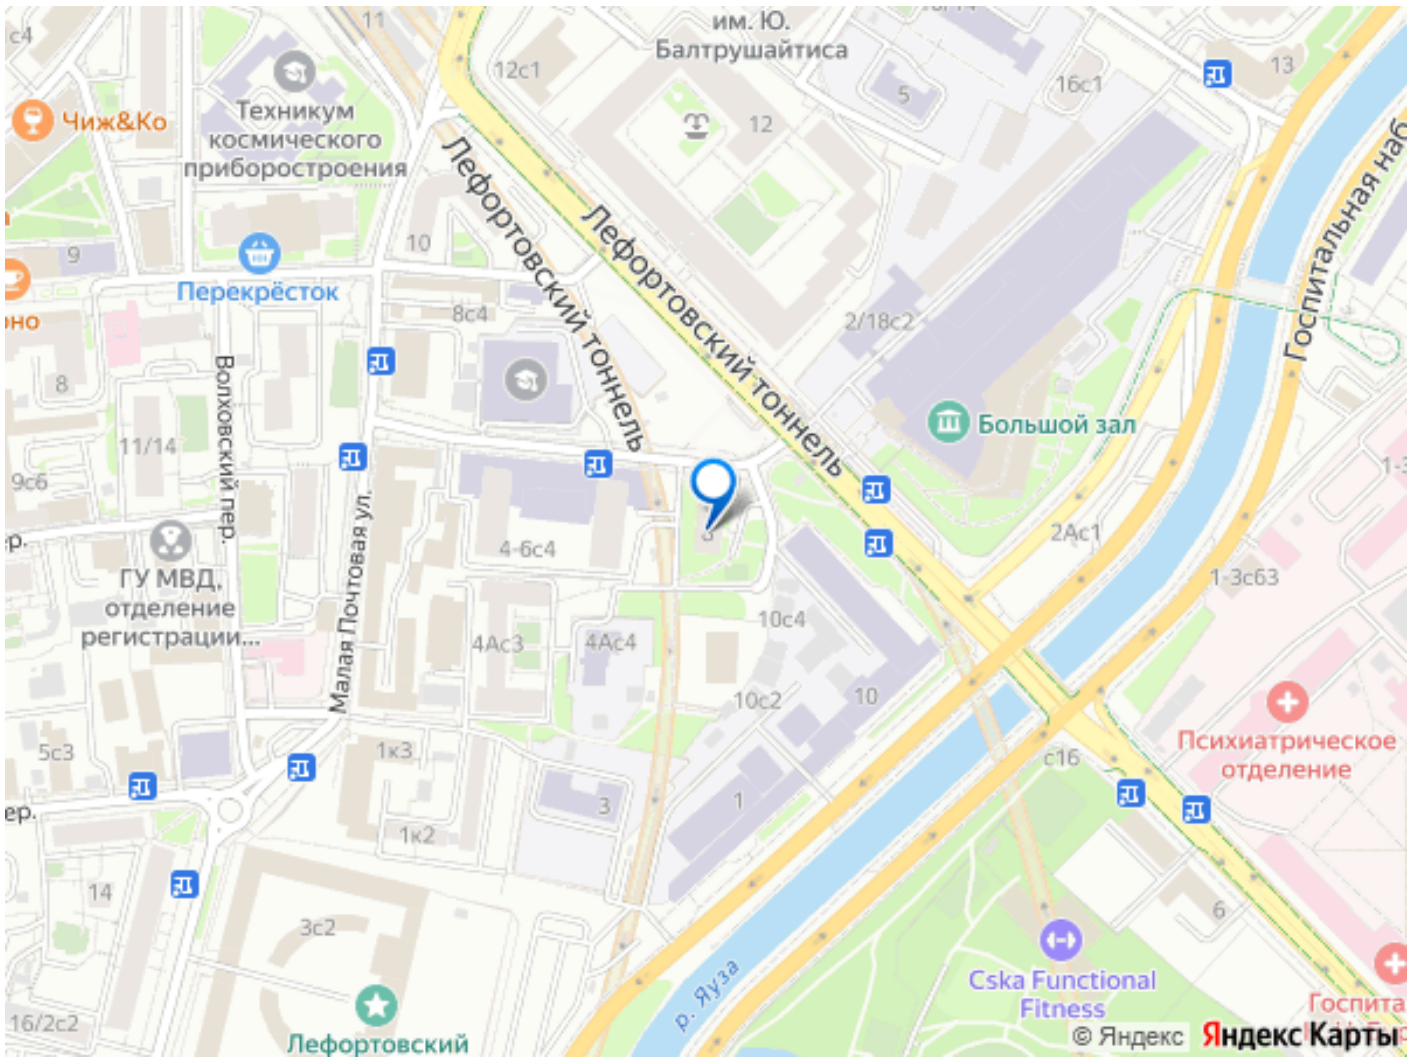 11
с4
им. Ю.
Балтрушайтиса
12с1
13
16с1
5
Техникум
космического
приборостроения
Чиж&Ко
12
Лефортовский тоннель
Лефортовский тоннель
Госпитальная наб
10
9
Перекрёсток
8с4
2/18с2
8
Волховский пер.
11/14
Большой зал
9с6
4-6с4
2Ас1
1-3с63
ГУ МВД,
отделение
регистрации...
Малая Почтовая ул.
4Ас3
4Ас4
10с4
10с2
10
5с3
1к3
с16
Психиатрическое
отделение
ер.
3
1
1к2
14
3с2
6
р. Яуза
Cska Functional
Fitness
16/2с2
Лефортовский
Госпита
© Яндекс
Яндекс Карты